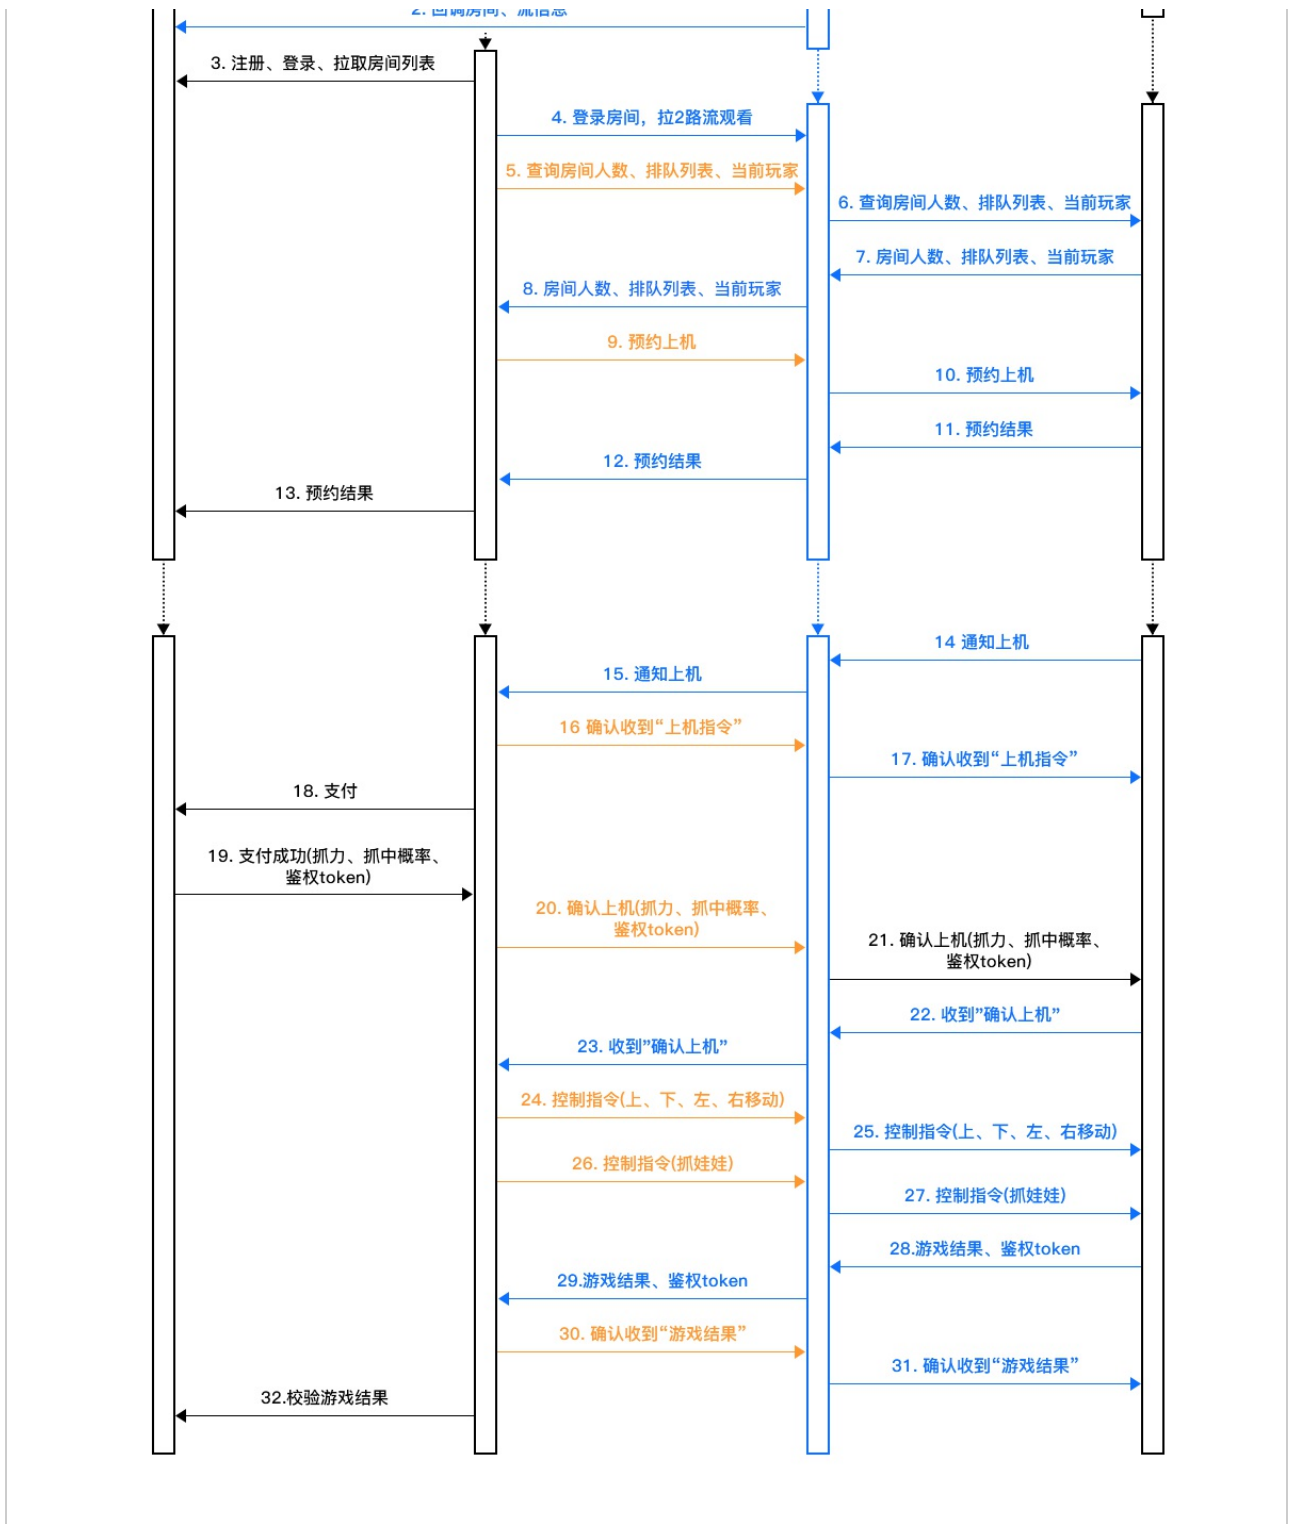 2. 回调房间、流信息
3. 注册、登录、拉取房间列表
4. 登录房间，拉2路流观看
5. 查询房间人数、排队列表、当前玩家
6. 查询房间人数、排队列表、当前玩家
7. 房间人数、排队列表、当前玩家
8. 房间人数、排队列表、当前玩家
9. 预约上机
10. 预约上机
11. 预约结果
12. 预约结果
13. 预约结果
14 通知上机
15. 通知上机
16 确认收到“上机指令”
17. 确认收到“上机指令”
18. 支付
19. 支付成功(抓力、抓中概率、
鉴权token)
20. 确认上机(抓力、抓中概率、
鉴权token)
21. 确认上机(抓力、抓中概率、
鉴权token)
22. 收到”确认上机”
23. 收到”确认上机”
24. 控制指令(上、下、左、右移动)
25. 控制指令(上、下、左、右移动)
26. 控制指令(抓娃娃)
27. 控制指令(抓娃娃)
28.游戏结果、鉴权token
29.游戏结果、鉴权token
30. 确认收到“游戏结果”
31. 确认收到“游戏结果”
32.校验游戏结果